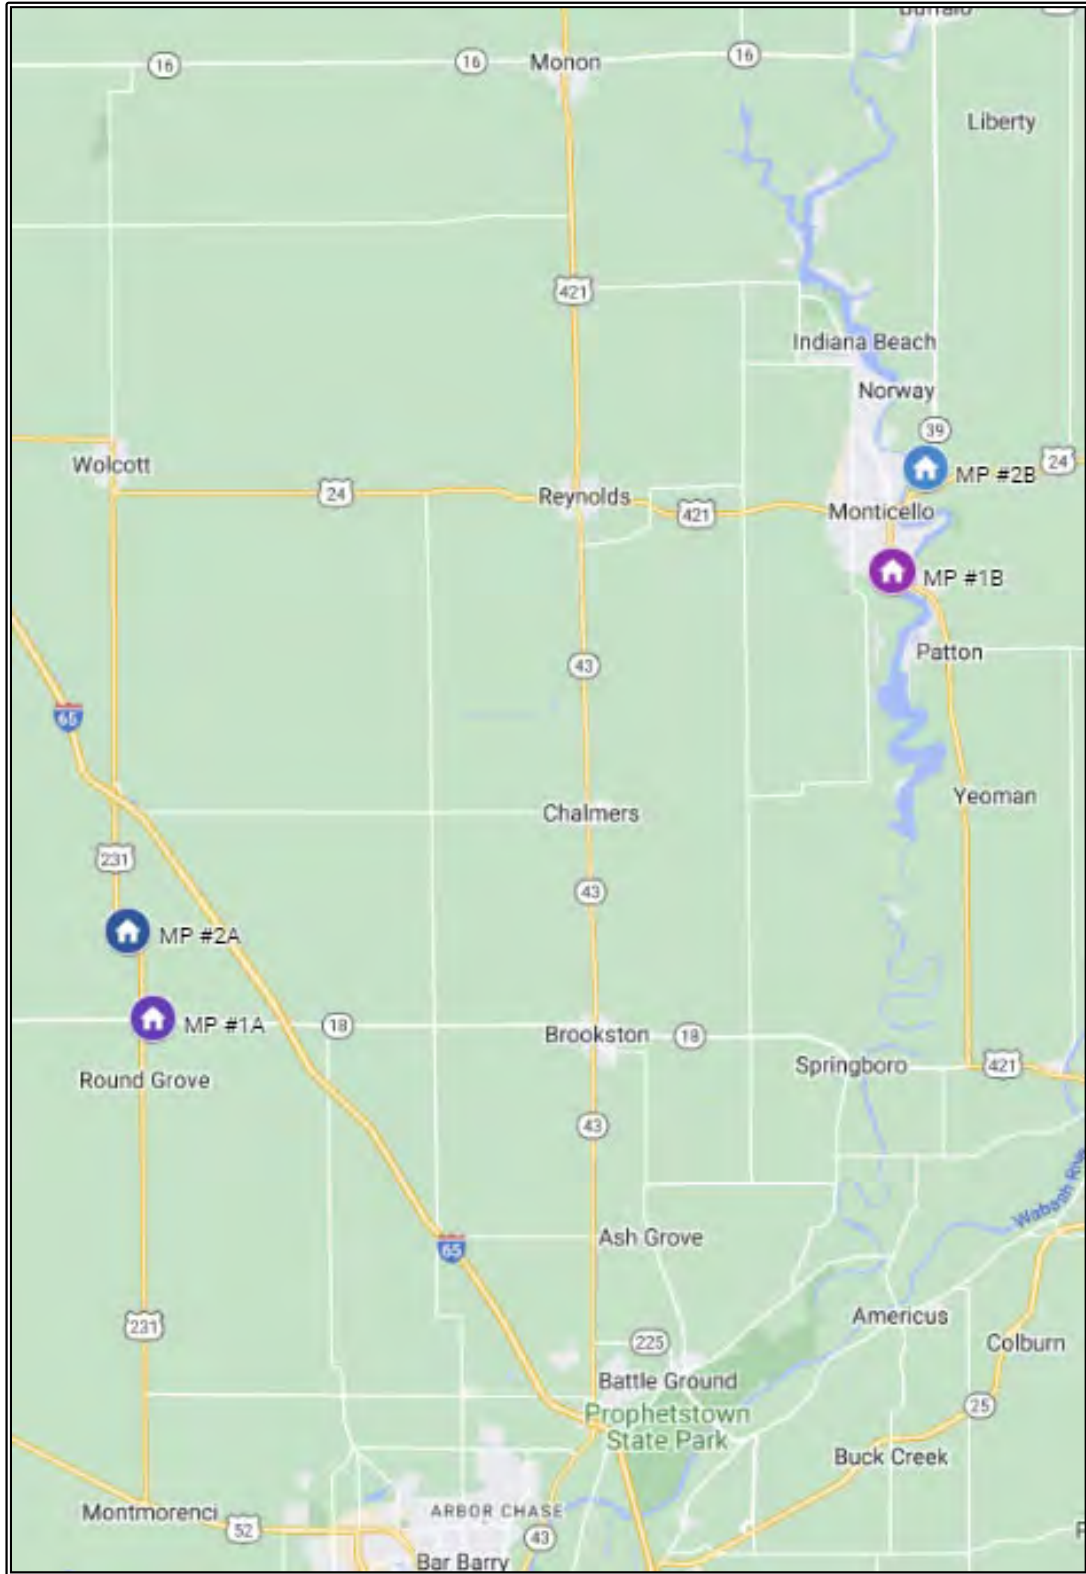 Buffalo
16
16
Monon
16
Liberty
421
Indiana Beach
Norway
39
Wolcott
24
MP #2B
24
Reynolds
421
Monticello
MP #1B
Patton
43
65
Yeoman
Chalmers
231
43
MP #2A
MP #1A
18
Brookston
18
Springboro
421
Round Grove
43
Wabash River
Ash Grove
65
Americus
231
225
Colburn
Battle Ground
Prophetstown
State Park
25
Buck Creek
Montmorenci
ARBOR CHASE
52
43
Bar Barry